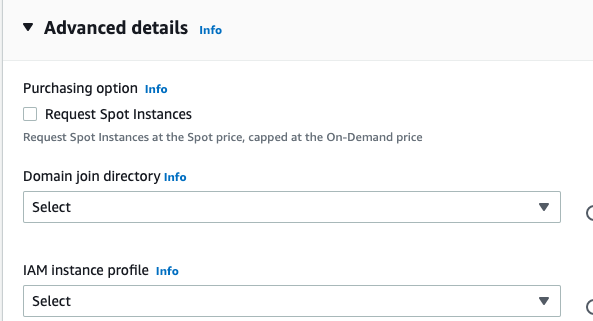 Advanced details Info
Purchasing option Info
Request Spot Instances
Request Spot Instances at the Spot price, capped at the On-Demand price
Domain join directory Info
Select
IAM instance profile Info
Select